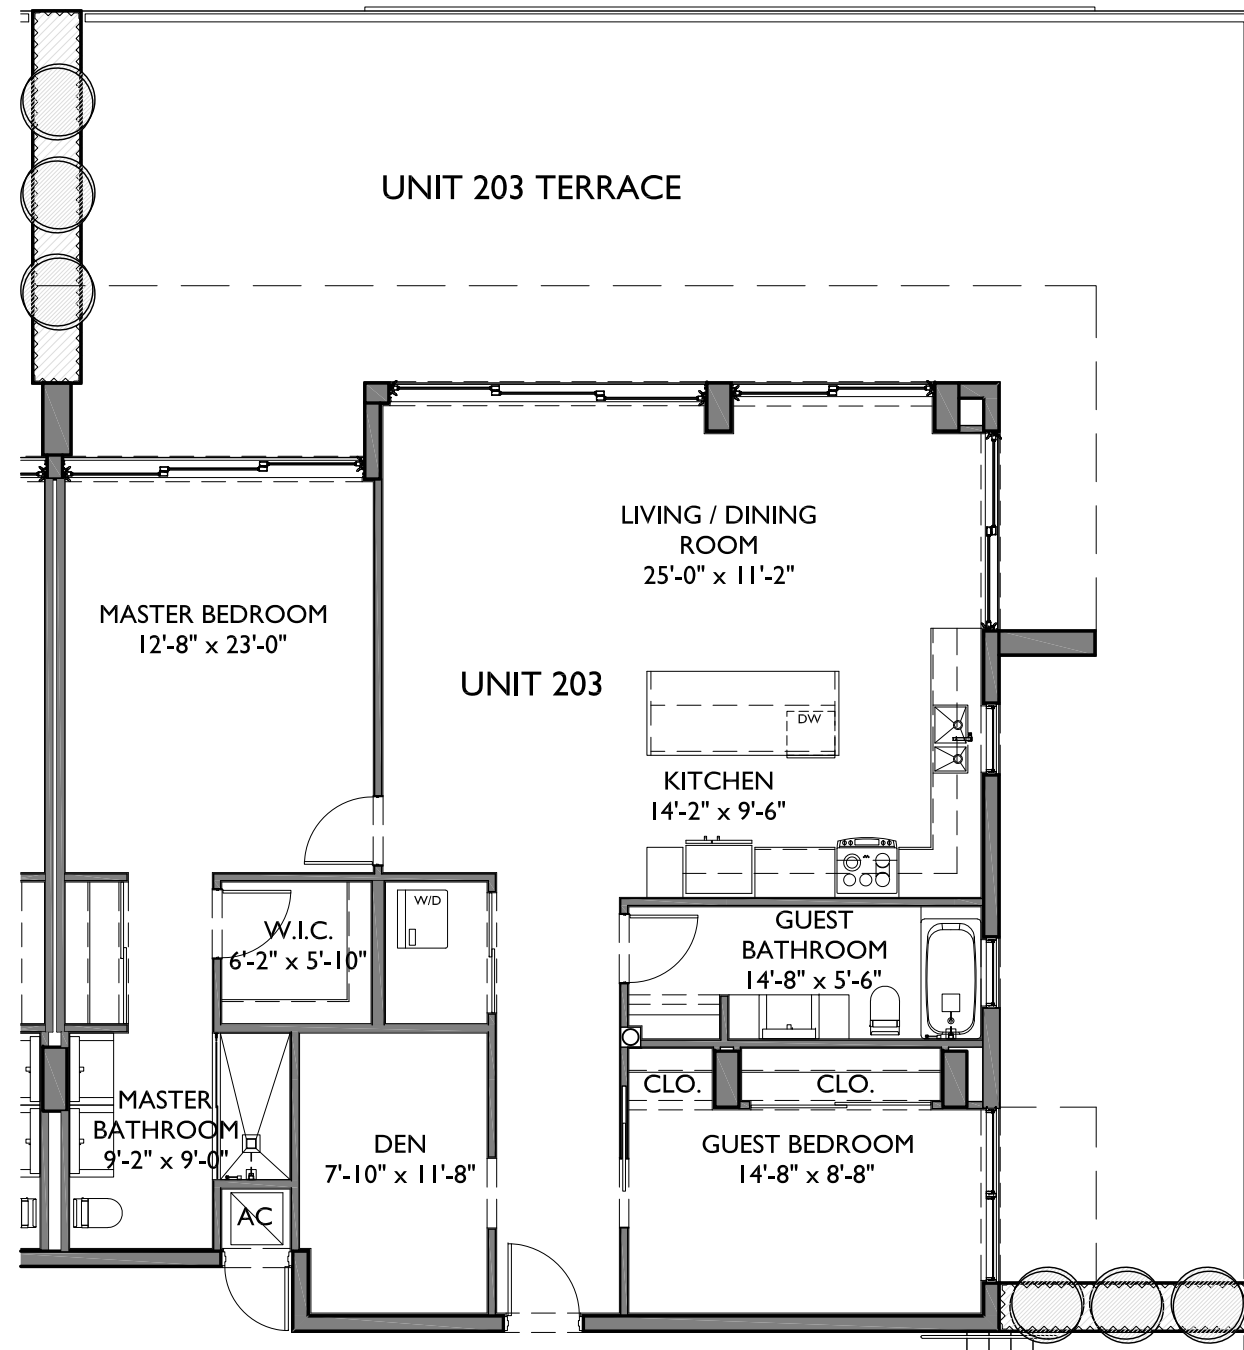 UNIT 203 TERRACE
LIVING / DINING
ROOM
25'-0" x 11'-2"
MASTER BEDROOM
12'-8" x 23'-0"
UNIT 203
DW
KITCHEN
14'-2" x 9'-6"
W/D
W.I.C.
6'-2" x 5'-10"
GUEST
BATHROOM
14'-8" x 5'-6"
CLO.
CLO.
MASTER
BATHROOM
9'-2" x 9'-0"
DEN
7'-10" x 11'-8"
GUEST BEDROOM
14'-8" x 8'-8"
AC